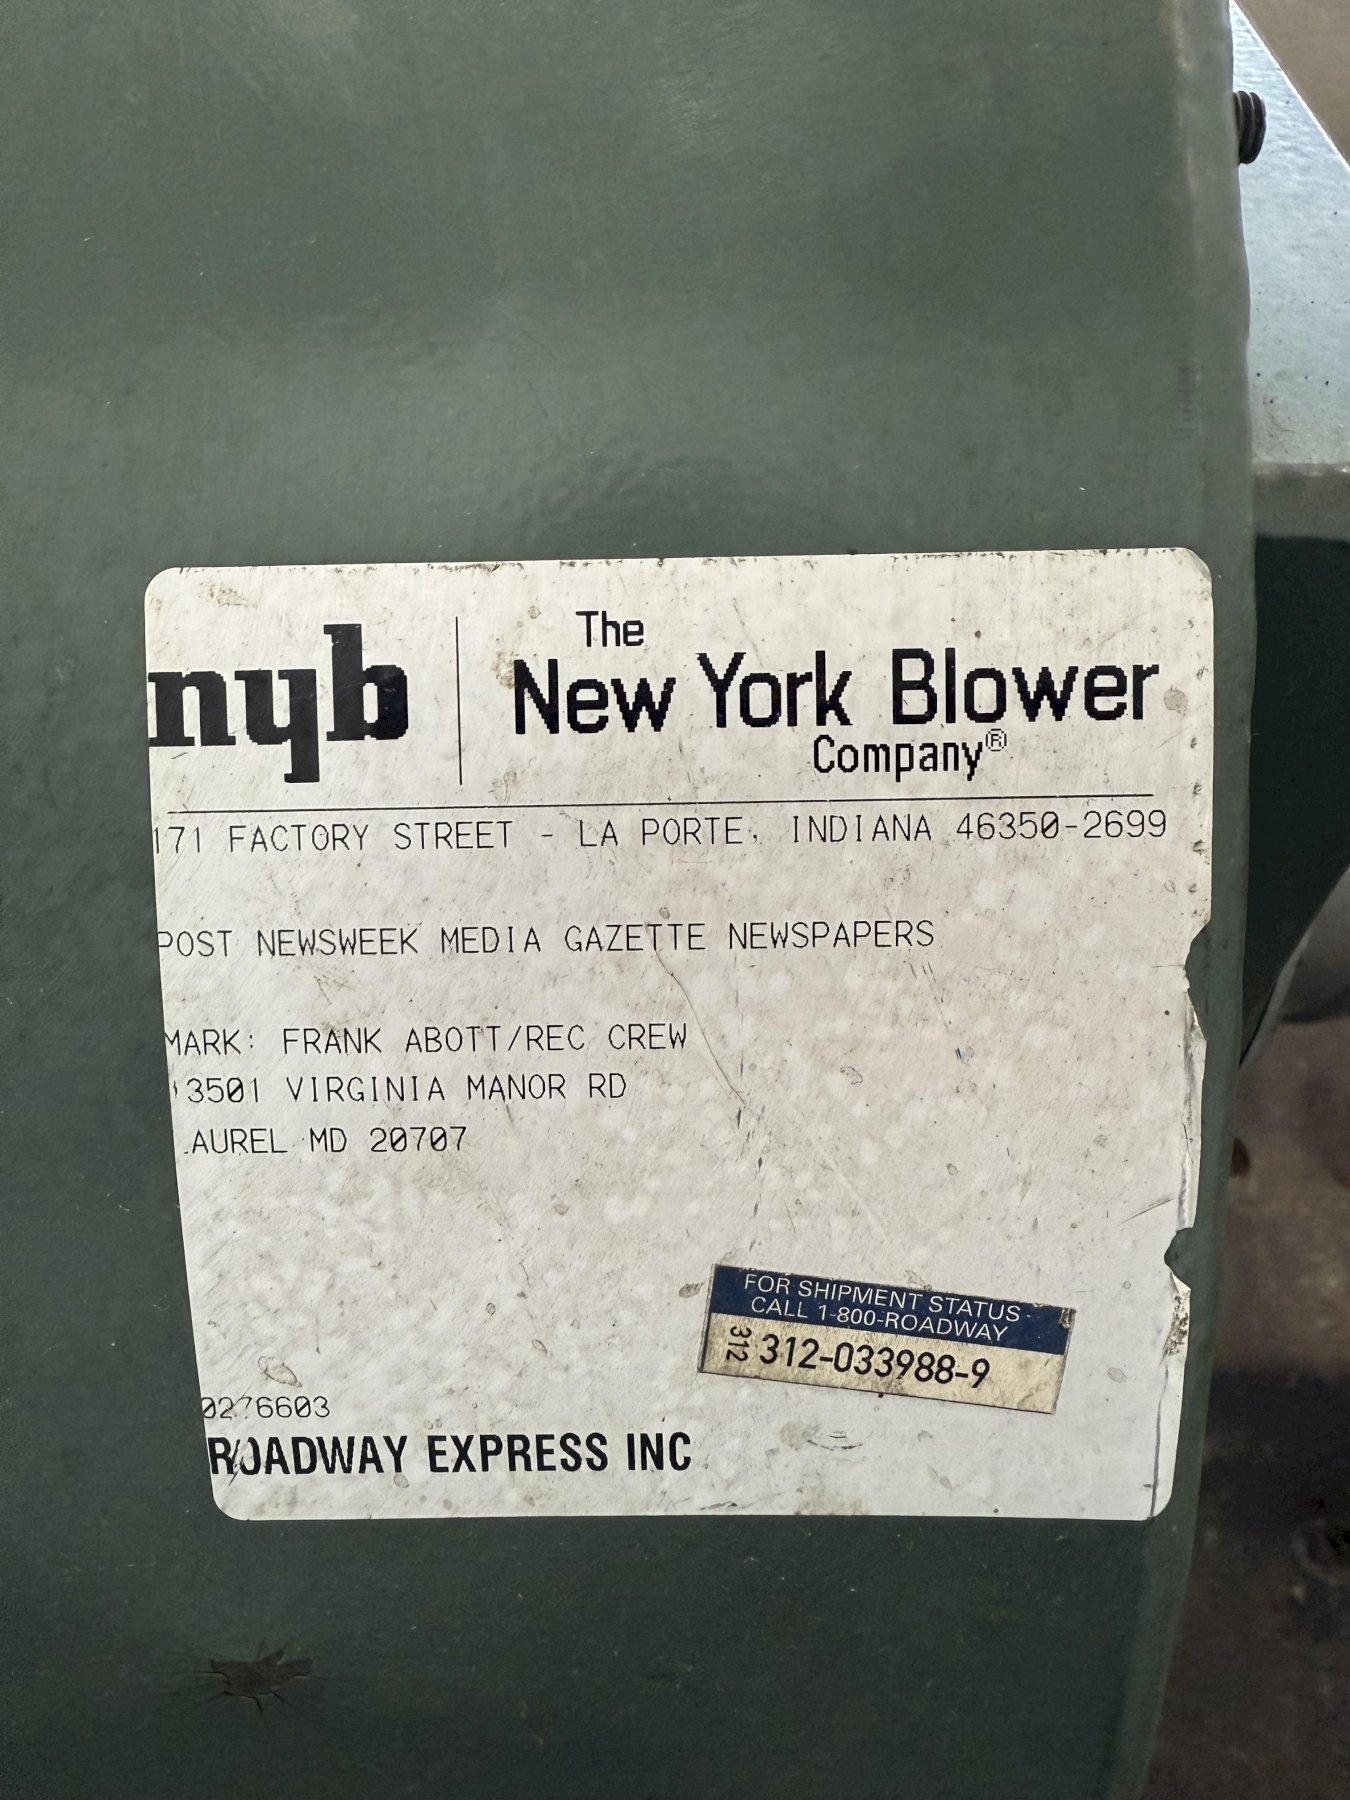 nyb
The
New York Blower
Company®
171 FACTORY STREET - LA PORTE, INDIANA 46350-2699
POST NEWSWEEK MEDIA GAZETTE NEWSPAPERS
MARK: FRANK ABOTT/REC CREW
13501 VIRGINIA MANOR RD
LAUREL MD 20707
FOR SHIPMENT STATUS
CALL 1-800-ROADWAY
312 312-033988-9
0276603
ROADWAY EXPRESS INC